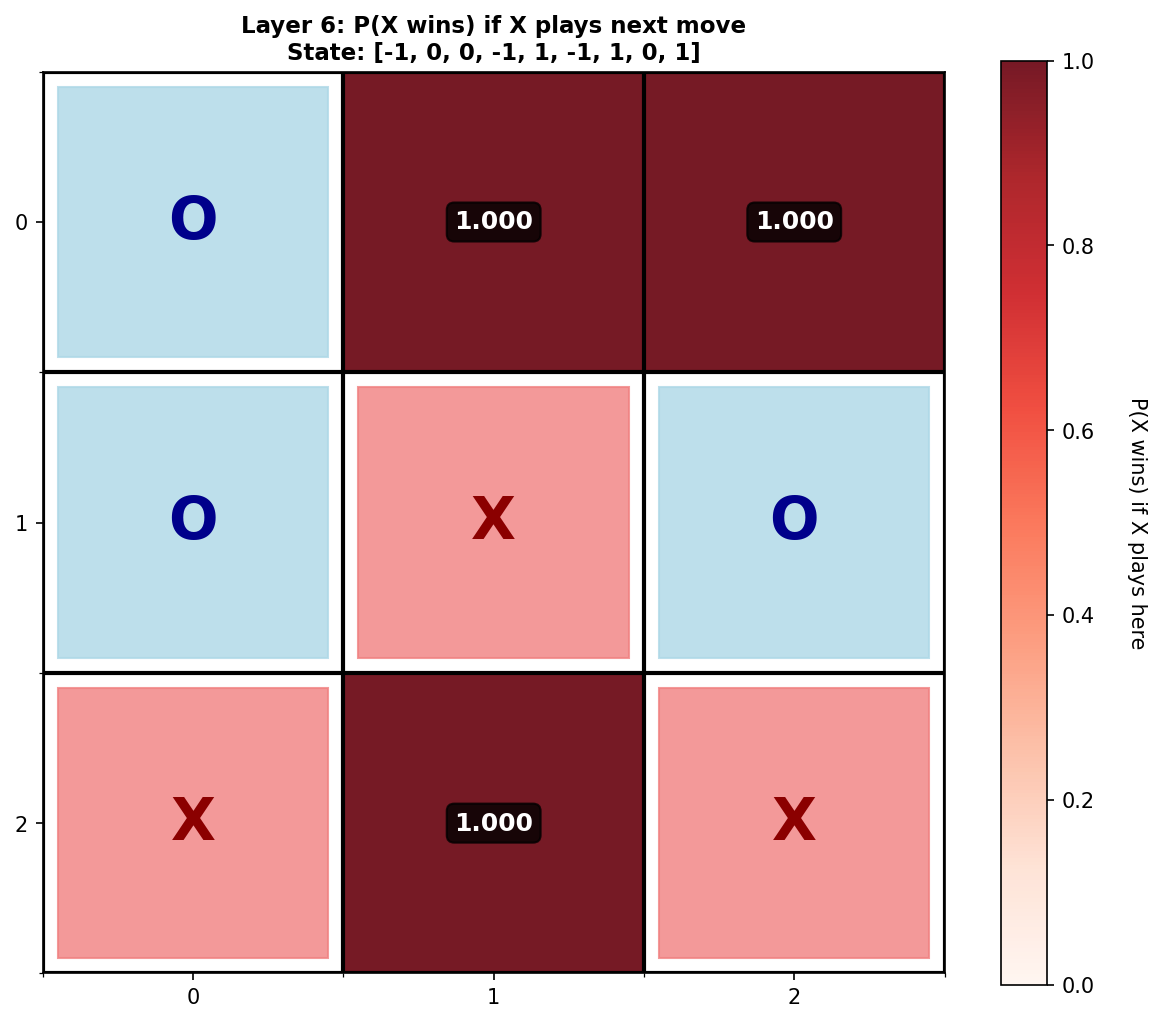 Layer 6: P(X wins) if X plays next move
State: [-1, 0, 0, -1, 1, -1, 1, 0, 1]
0
O
1.000
1.000
1
O
X
O
2
X
1.000
X
0
1
2
1.0
0.8
0.6
0.4
0.2
0.0
P(X wins) if X plays here